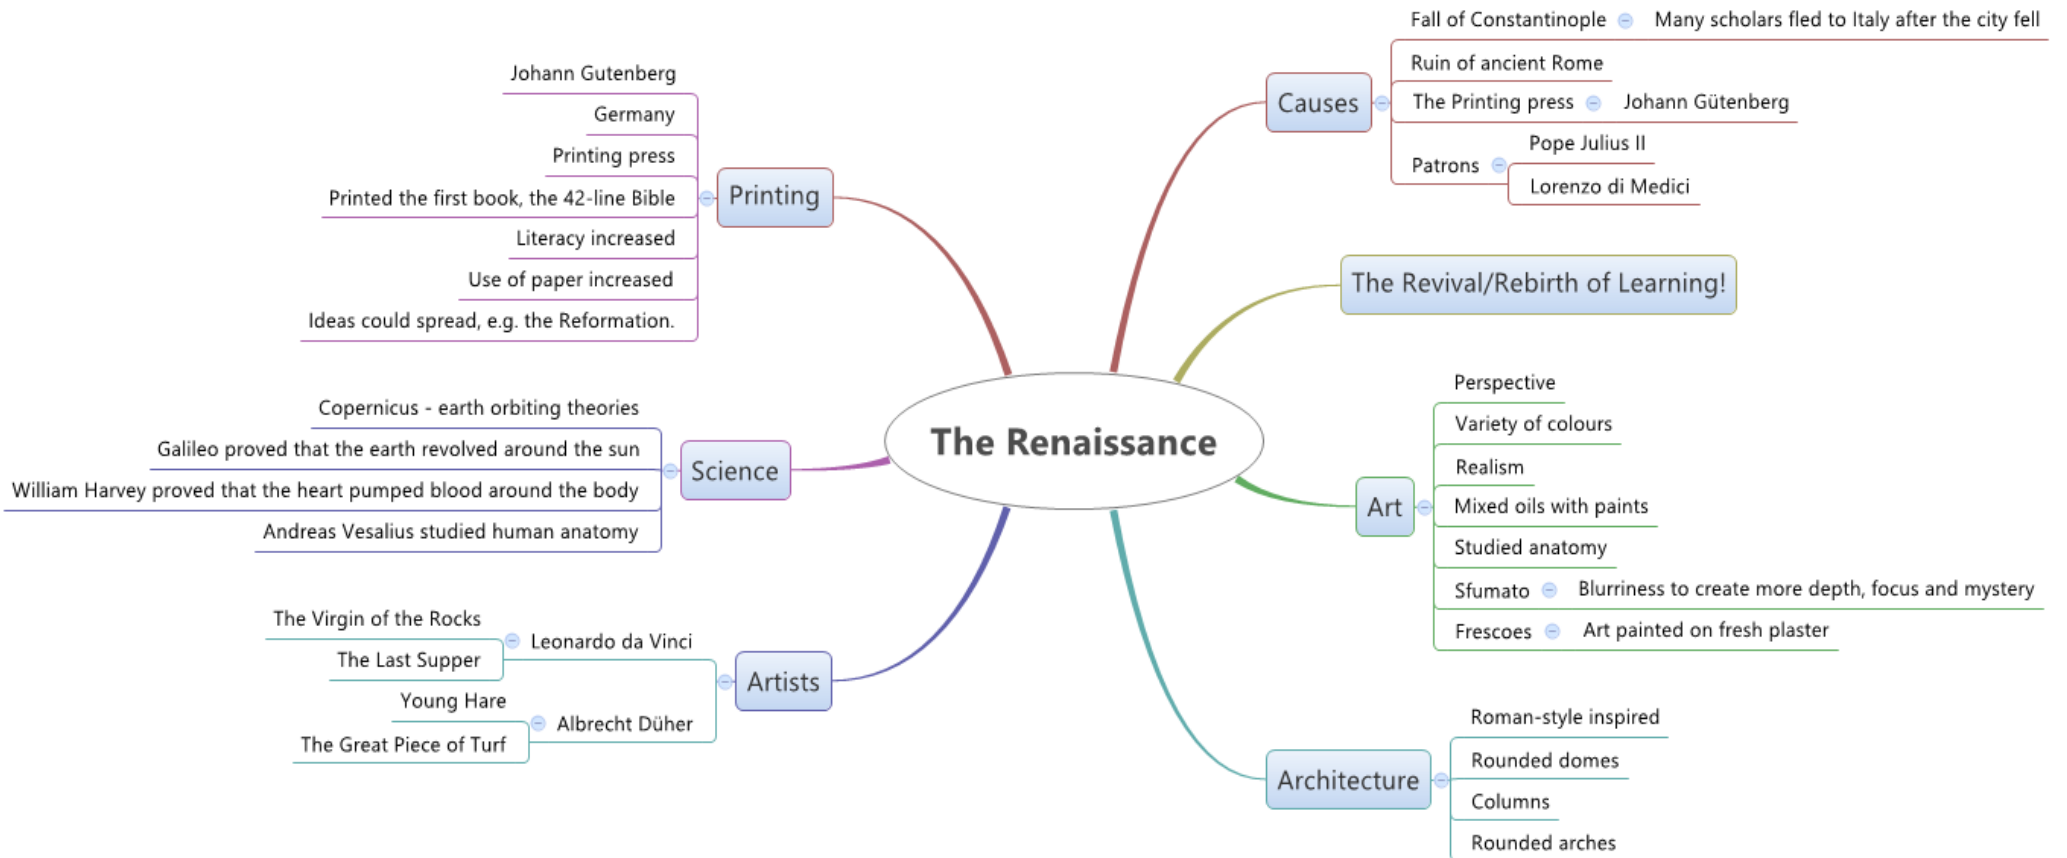 The Renaissance
Causes
Fall of Constantinople
Many scholars fled to Italy after the city fell
Ruin of ancient Rome
The Printing press
Johann Gütenberg
Patrons
Pope Julius II
Lorenzo di Medici
The Revival/Rebirth of Learning!
Art
Perspective
Variety of colours
Realism
Mixed oils with paints
Studied anatomy
Sfumato
Blurriness to create more depth, focus and mystery
Frescoes
Art painted on fresh plaster
Architecture
Roman-style inspired
Rounded domes
Columns
Rounded arches
Printing
Johann Gutenberg
Germany
Printing press
Printed the first book, the 42-line Bible
Literacy increased
Use of paper increased
Ideas could spread, e.g. the Reformation.
Science
Copernicus - earth orbiting theories
Galileo proved that the earth revolved around the sun
William Harvey proved that the heart pumped blood around the body
Andreas Vesalius studied human anatomy
Artists
Leonardo da Vinci
The Virgin of the Rocks
The Last Supper
Albrecht Düher
Young Hare
The Great Piece of Turf